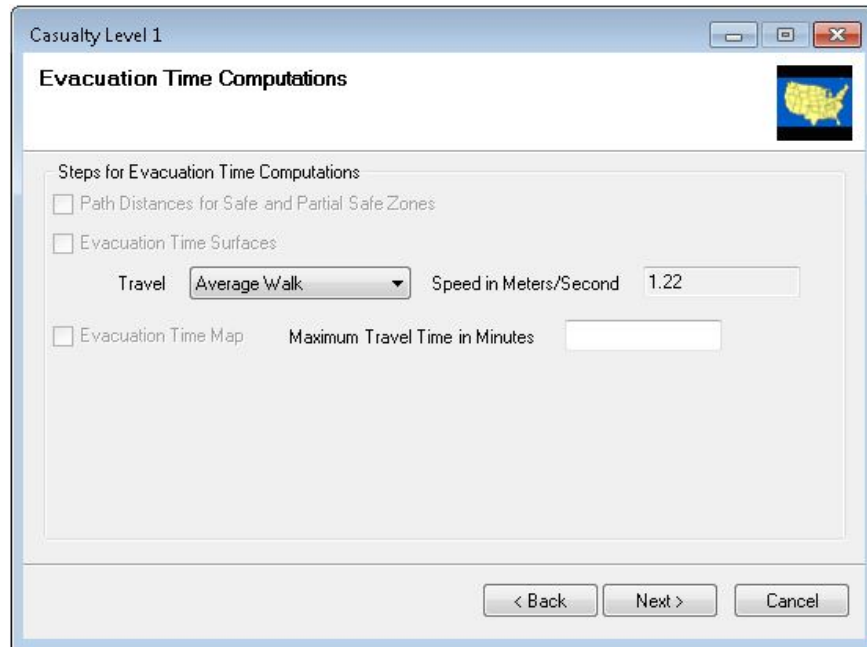 Casualty Level 1
Evacuation Time Computations
Steps for Evacuation Time Computations
Path Distances for Safe and Partial Safe Zones
Evacuation Time Surfaces
Travel Average Walk Speed in Meters/Second 1.22
Evacuation Time Map Maximum Travel Time in Minutes
< Back Next > Cancel